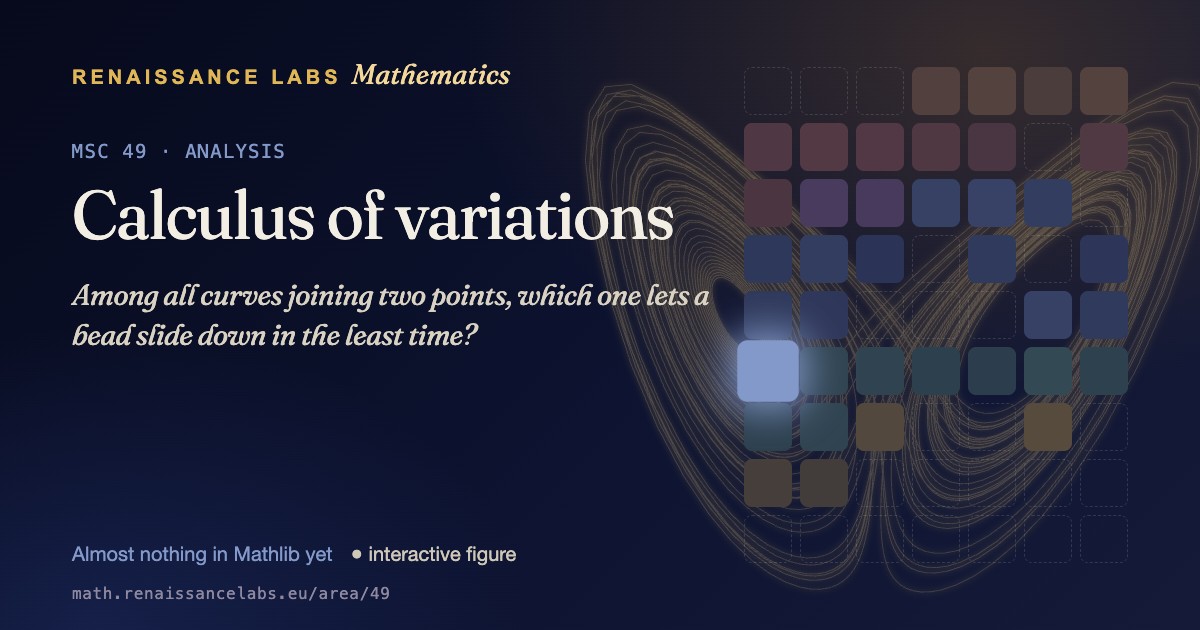 RENAISSANCE LABS Mathematics
MSC 49 · ANALYSIS
Calculus of variations
Among all curves joining two points, which one lets a
bead slide down in the least time?
Almost nothing in Mathlib yet ● interactive figure
math.renaissancelabs.eu/area/49